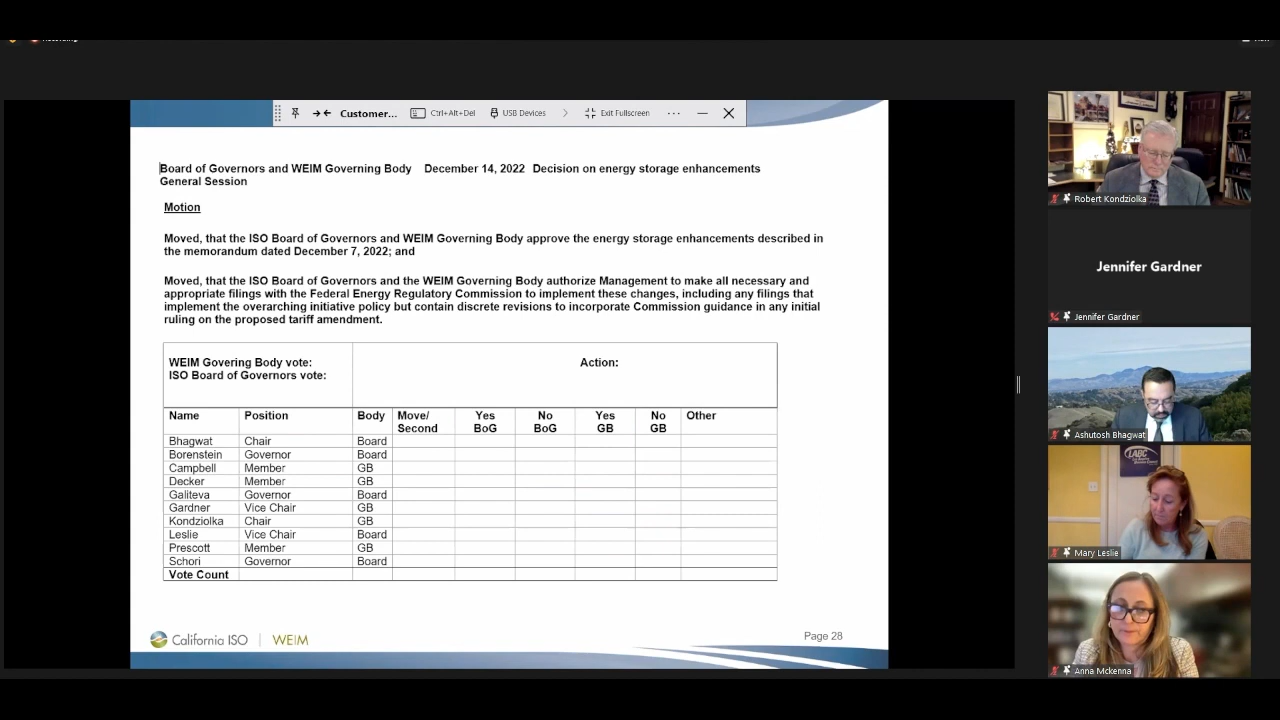 Customer... Ctrl+Alt+Del USB Devices Exit Fullscreen
Board of Governors and WEIM Governing Body December 14, 2022 Decision on energy storage enhancements
General Session
Motion
Moved, that the ISO Board of Governors and WEIM Governing Body approve the energy storage enhancements described in
the memorandum dated December 7, 2022; and
Moved, that the ISO Board of Governors and the WEIM Governing Body authorize Management to make all necessary and
appropriate filings with the Federal Energy Regulatory Commission to implement these changes, including any filings that
implement the overarching initiative policy but contain discrete revisions to incorporate Commission guidance in any initial
ruling on the proposed tariff amendment.
WEIM Govering Body vote:
ISO Board of Governors vote:
Action:
Name Position Body Move/ Second Yes BoG No BoG Yes GB No GB Other
Bhagwat Chair Board
Borenstein Governor Board
Campbell Member GB
Decker Member GB
Galiteva Governor Board
Gardner Vice Chair GB
Kondziolka Chair GB
Leslie Vice Chair Board
Prescott Member GB
Schori Governor Board
Vote Count
California ISO | WEIM
Page 28
Robert Kondziolka
Jennifer Gardner
Jennifer Gardner
Ashutosh Bhagwat
LABC
Mary Leslie
Anna Mckenna